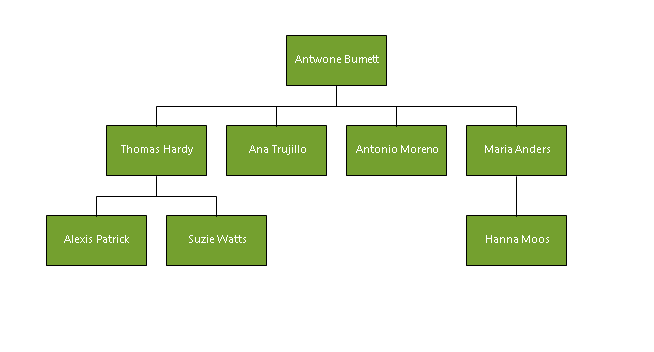 Antwone Burnett
Thomas Hardy
Ana Trujillo
Antonio Moreno
Maria Anders
Alexis Patrick
Suzie Watts
Hanna Moos